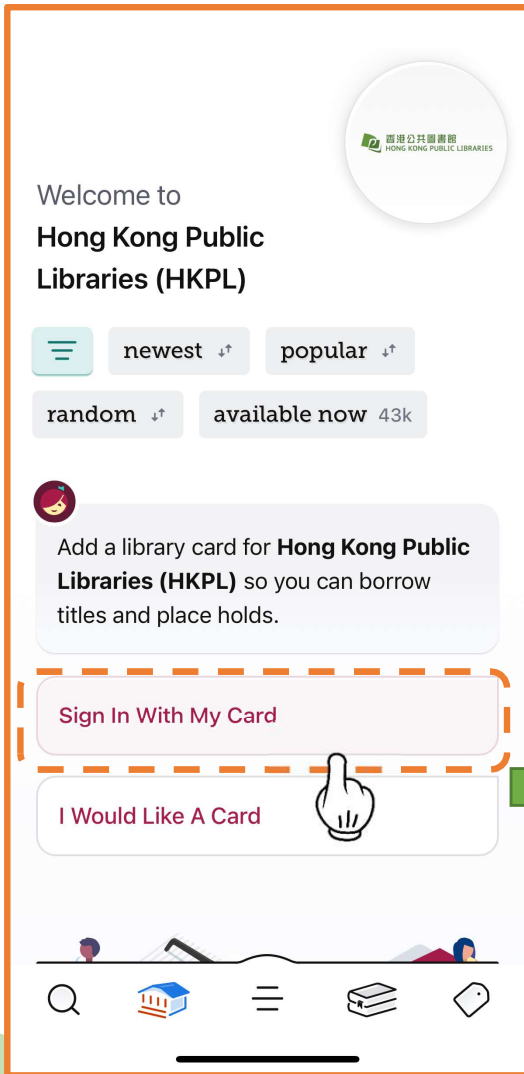 香港公共圖書館
HONG KONG PUBLIC LIBRARIES
Welcome to
Hong Kong Public
Libraries (HKPL)
newest
popular
random
available now 43k
Add a library card for Hong Kong Public
Libraries (HKPL) so you can borrow
titles and place holds.
Sign In With My Card
I Would Like A Card